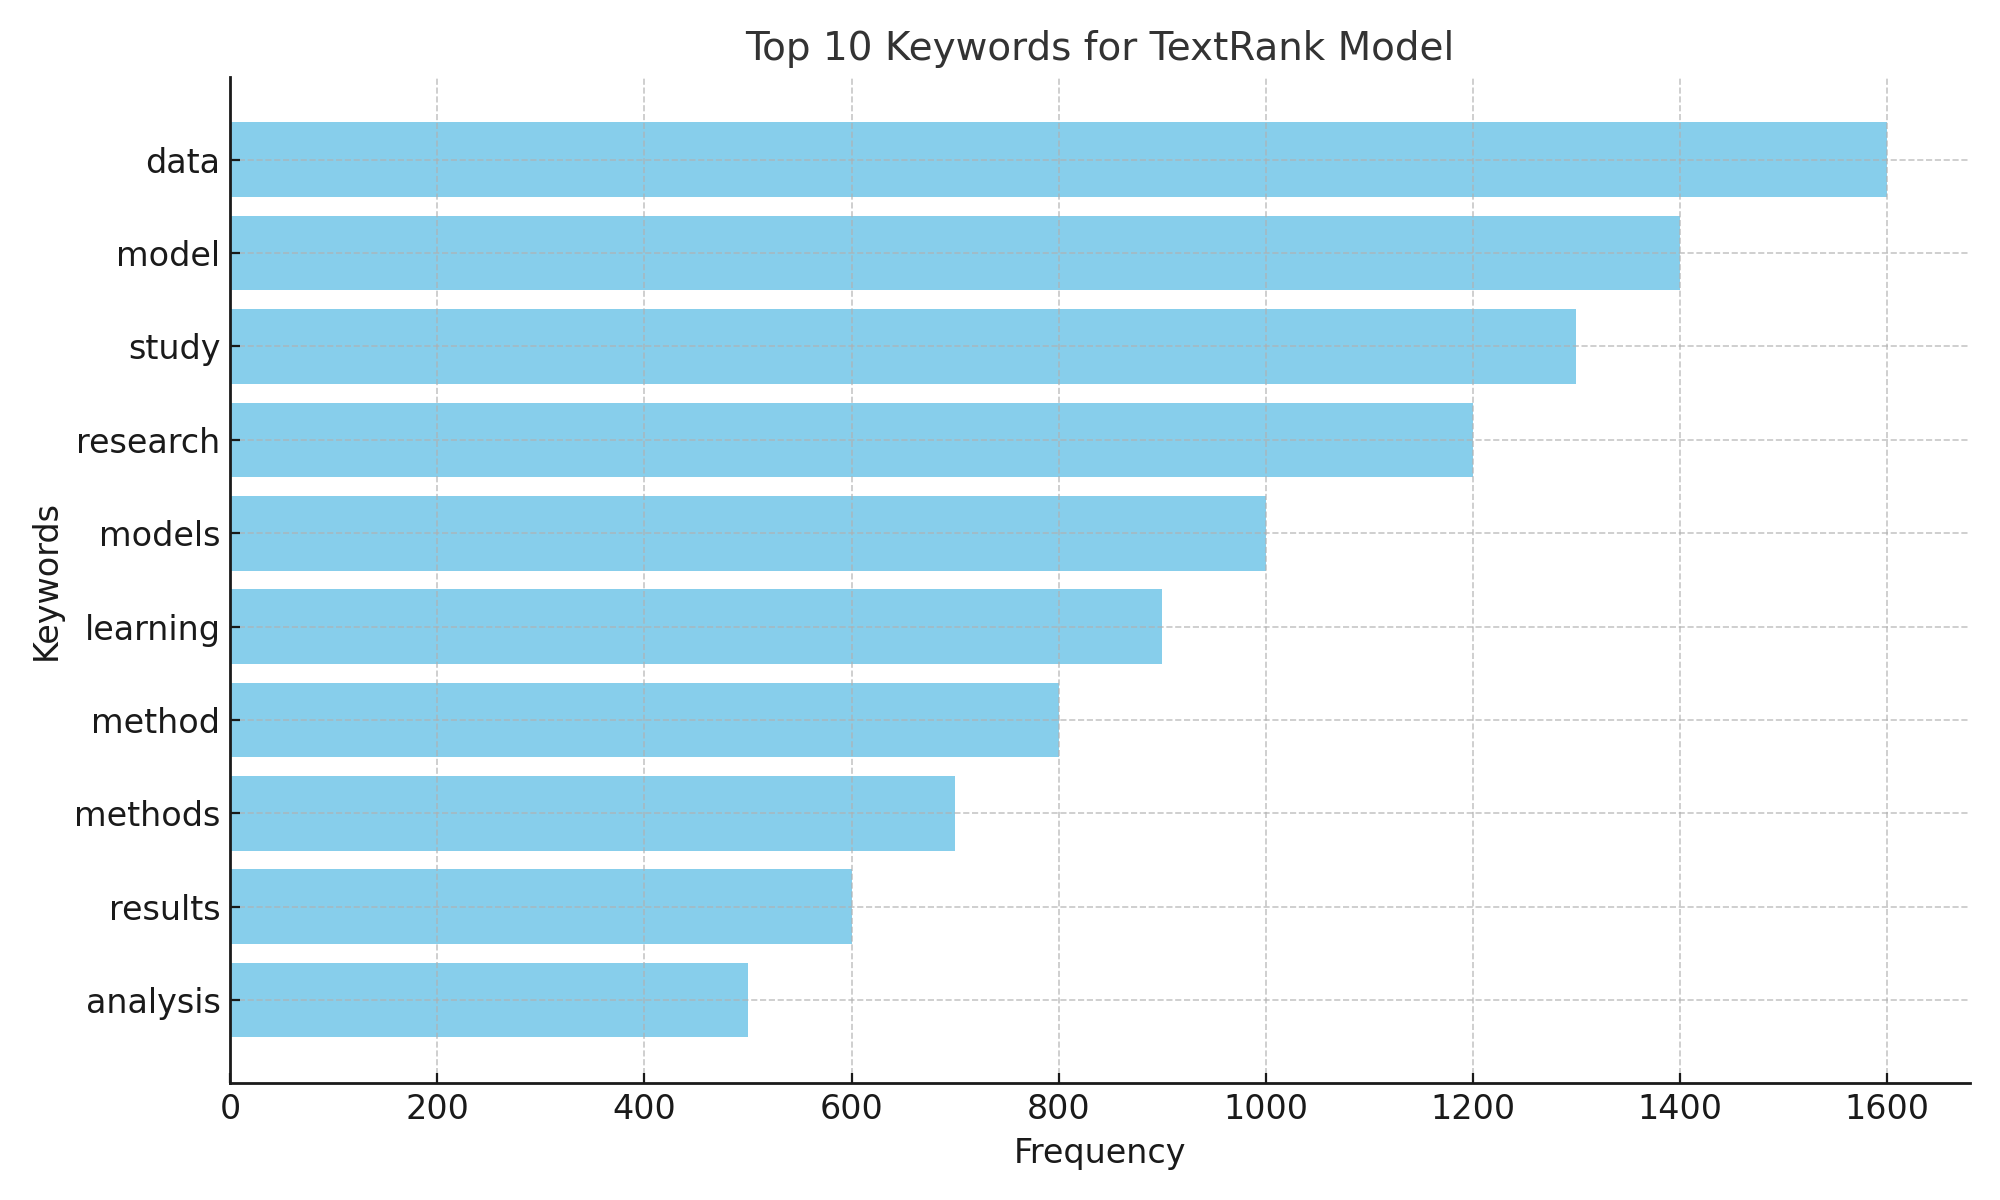 Top 10 Keywords for TextRank Model
Keywords
data
model
study
research
models
learning
method
methods
results
analysis
0 200 400 600 800 1000 1200 1400 1600
Frequency